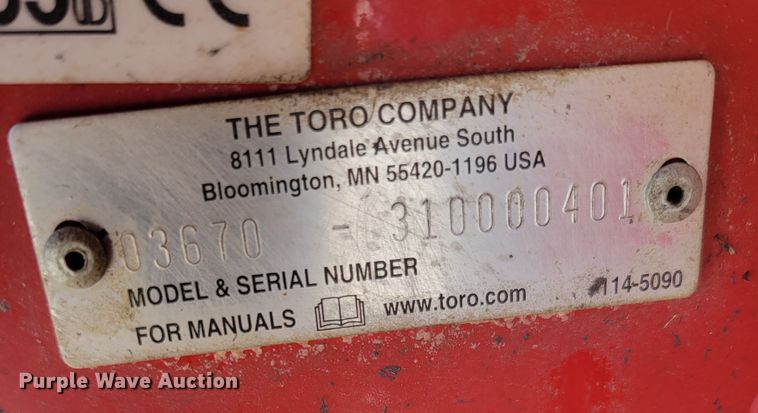 THE TORO COMPANY
8111 Lyndale Avenue South
Bloomington, MN 55420-1196 USA
03670 - 310000401
MODEL & SERIAL NUMBER
FOR MANUALS www.toro.com 114-5090
Purple Wave Auction